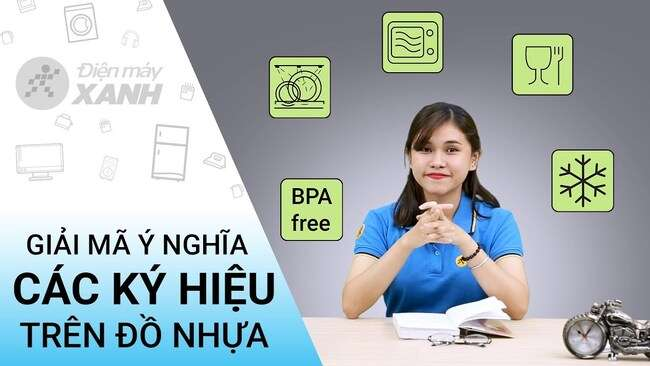 Điện máy
XANH
BPA
free
GIẢI MÃ Ý NGHĨA
CÁC KÝ HIỆU
TRÊN ĐỒ NHỰA